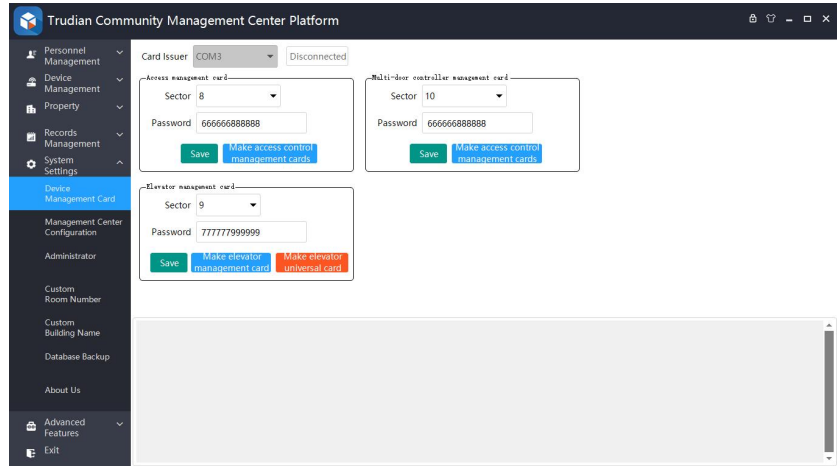 Trudian Community Management Center Platform
Personnel
Management
Device
Management
Property
Records
Management
System
Settings
Device
Management Card
Management Center
Configuration
Administrator
Custom
Room Number
Custom
Building Name
Database Backup
About Us
Advanced
Features
Exit
Card Issuer COM3 Disconnected
Access management card
Sector 8
Password 666666888888
Save Make access control
management cards
Multi-door controller management card
Sector 10
Password 666666888888
Save Make access control
management cards
Elevator management card
Sector 9
Password 777777999999
Save Make elevator
management card Make elevator
universal card